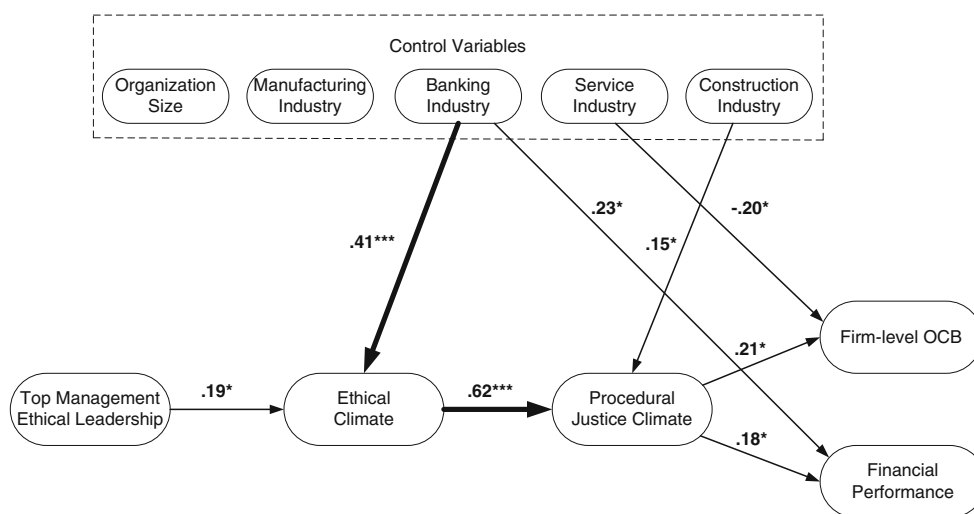 Control Variables
Organization
Size
Manufacturing
Industry
Banking
Industry
Service
Industry
Construction
Industry
.41***
.23*
.15*
-.20*
Firm-level OCB
.21*
Top Management
Ethical Leadership
.19*
Ethical
Climate
.62***
Procedural
Justice Climate
.18*
Financial
Performance